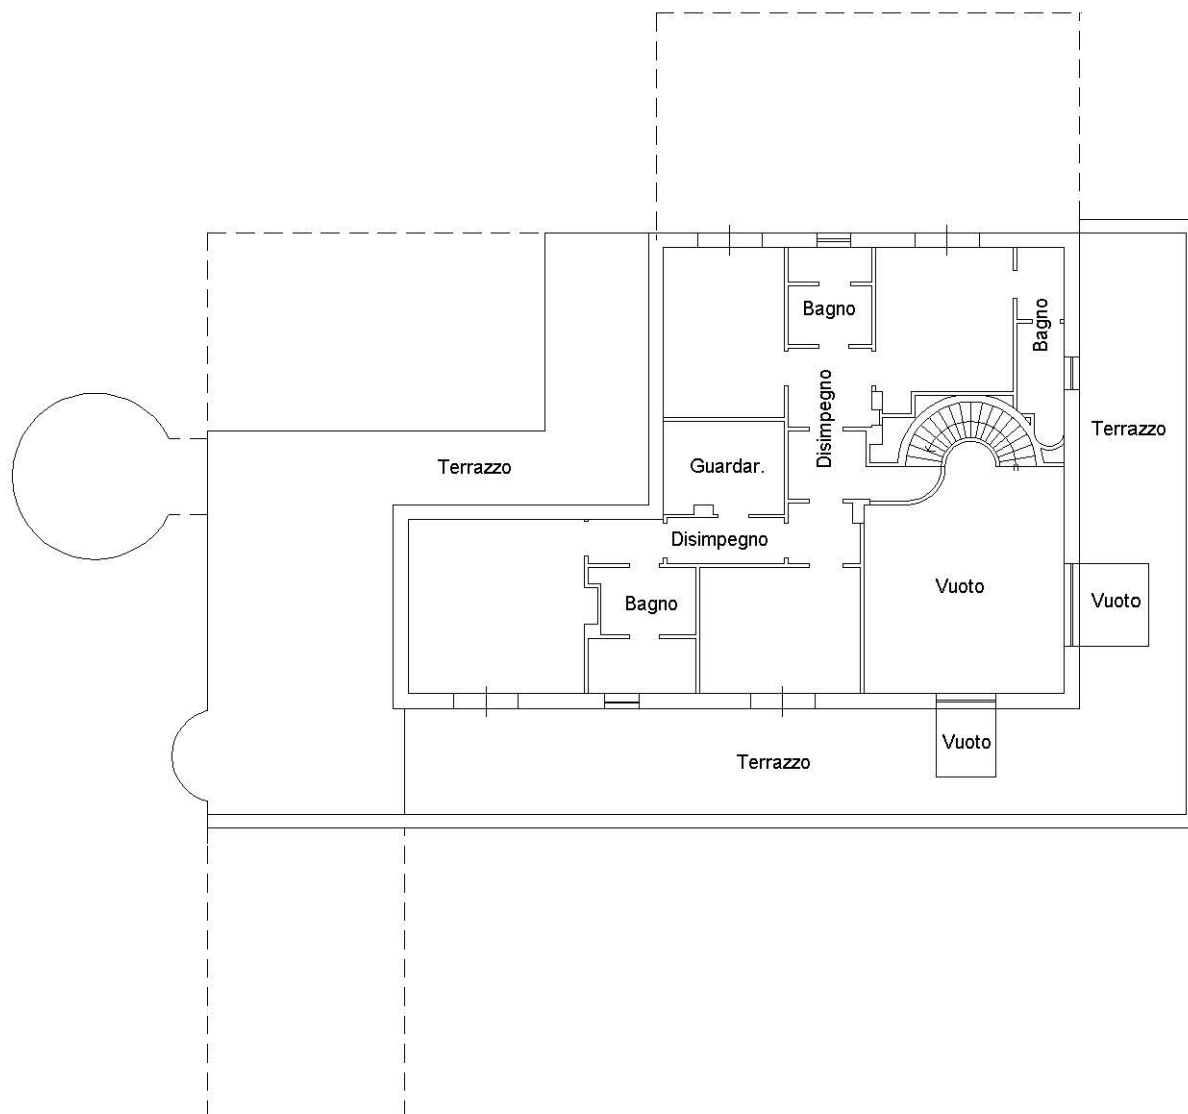 Bagno
Bagno
Disimpegno
Terrazzo
Terrazzo
Guardar.
Disimpegno
Vuoto
Bagno
Vuoto
Vuoto
Terrazzo